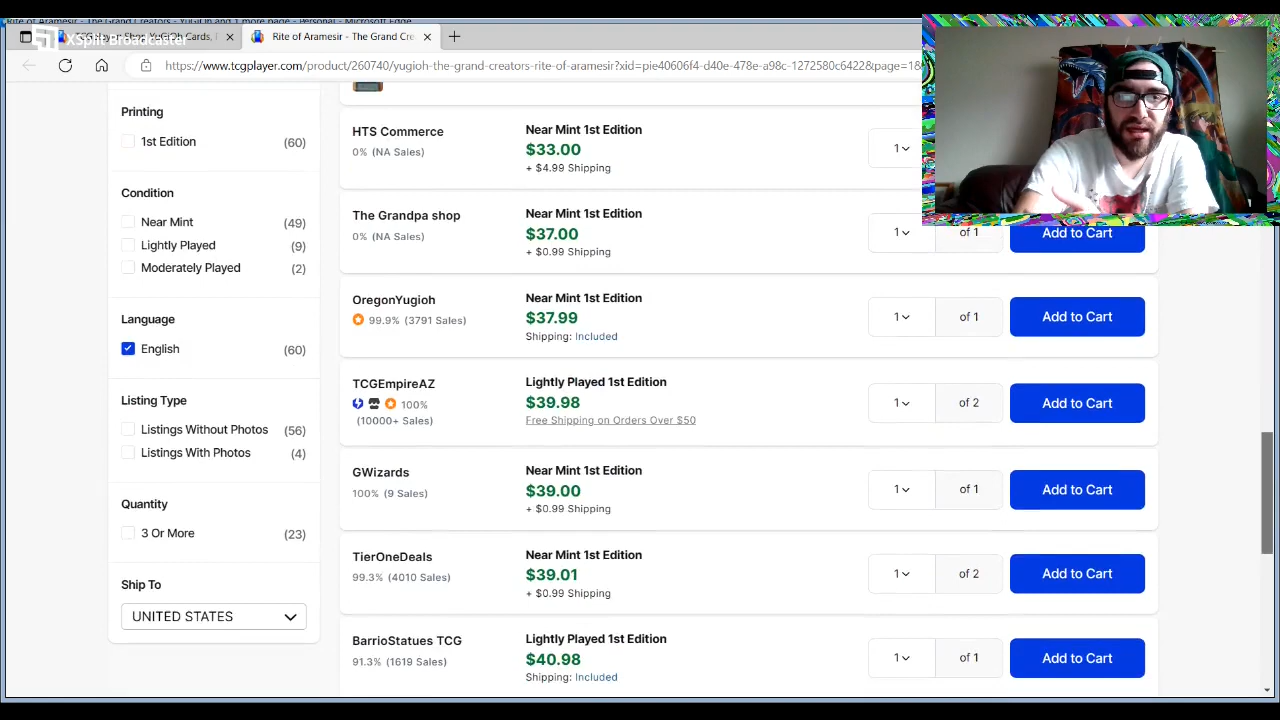 Rite of Aramesir - The Grand Creators - YuGiOh and 1 more page - Personal - Microsoft Edge
XSplit Broadcaster
Rite of Aramesir - The Grand Cre
https://www.tcgplayer.com/product/260740/yugioh-the-grand-creators-rite-of-aramesir?xid=pie40606f4-d40e-478e-a98c-1272580c6422&page=1&
Printing
1st Edition (60)
Condition
Near Mint (49)
Lightly Played (9)
Moderately Played (2)
Language
English (60)
Listing Type
Listings Without Photos (56)
Listings With Photos (4)
Quantity
3 Or More (23)
Ship To
UNITED STATES
HTS Commerce
0% (NA Sales)
Near Mint 1st Edition
$33.00
+ $4.99 Shipping
1
The Grandpa shop
0% (NA Sales)
Near Mint 1st Edition
$37.00
+ $0.99 Shipping
1 of 1
Add to Cart
OregonYugioh
99.9% (3791 Sales)
Near Mint 1st Edition
$37.99
Shipping: Included
1 of 1
Add to Cart
TCGEmpireAZ
100%
(10000+ Sales)
Lightly Played 1st Edition
$39.98
Free Shipping on Orders Over $50
1 of 2
Add to Cart
GWizards
100% (9 Sales)
Near Mint 1st Edition
$39.00
+ $0.99 Shipping
1 of 1
Add to Cart
TierOneDeals
99.3% (4010 Sales)
Near Mint 1st Edition
$39.01
+ $0.99 Shipping
1 of 2
Add to Cart
BarrioStatues TCG
91.3% (1619 Sales)
Lightly Played 1st Edition
$40.98
Shipping: Included
1 of 1
Add to Cart